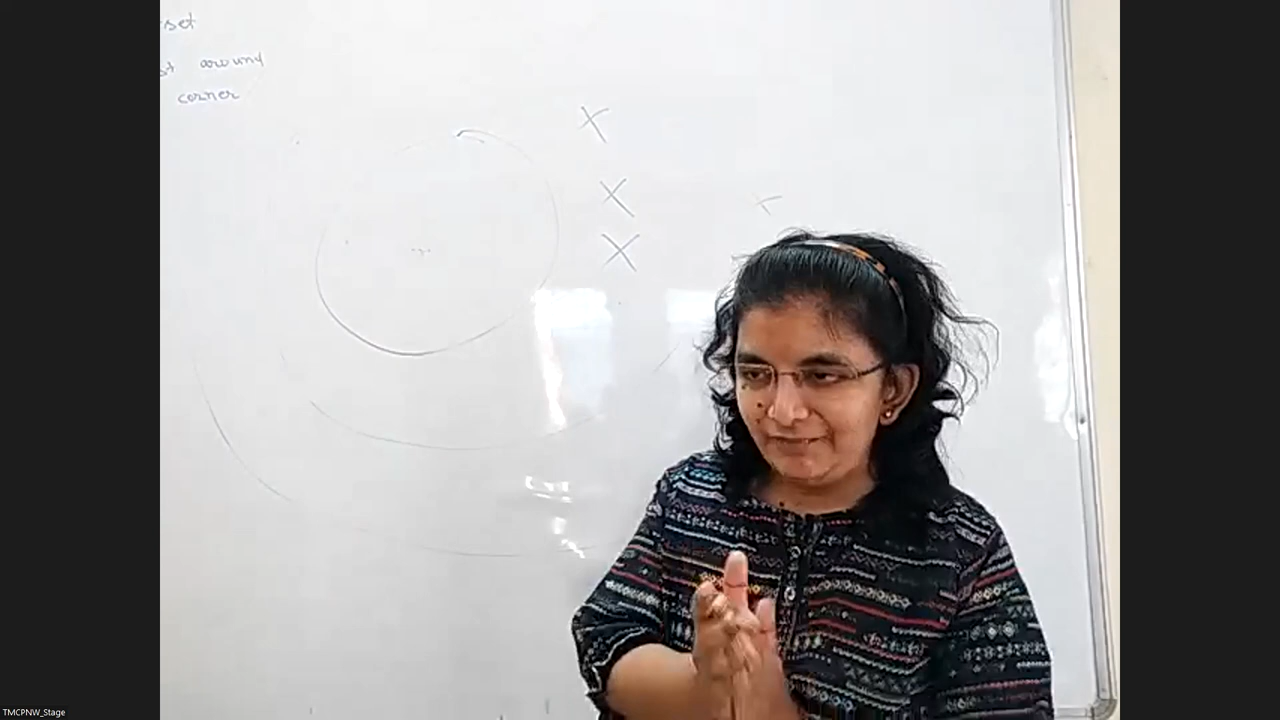 set
around
corner
X
X
X
TMCPNW_Stage